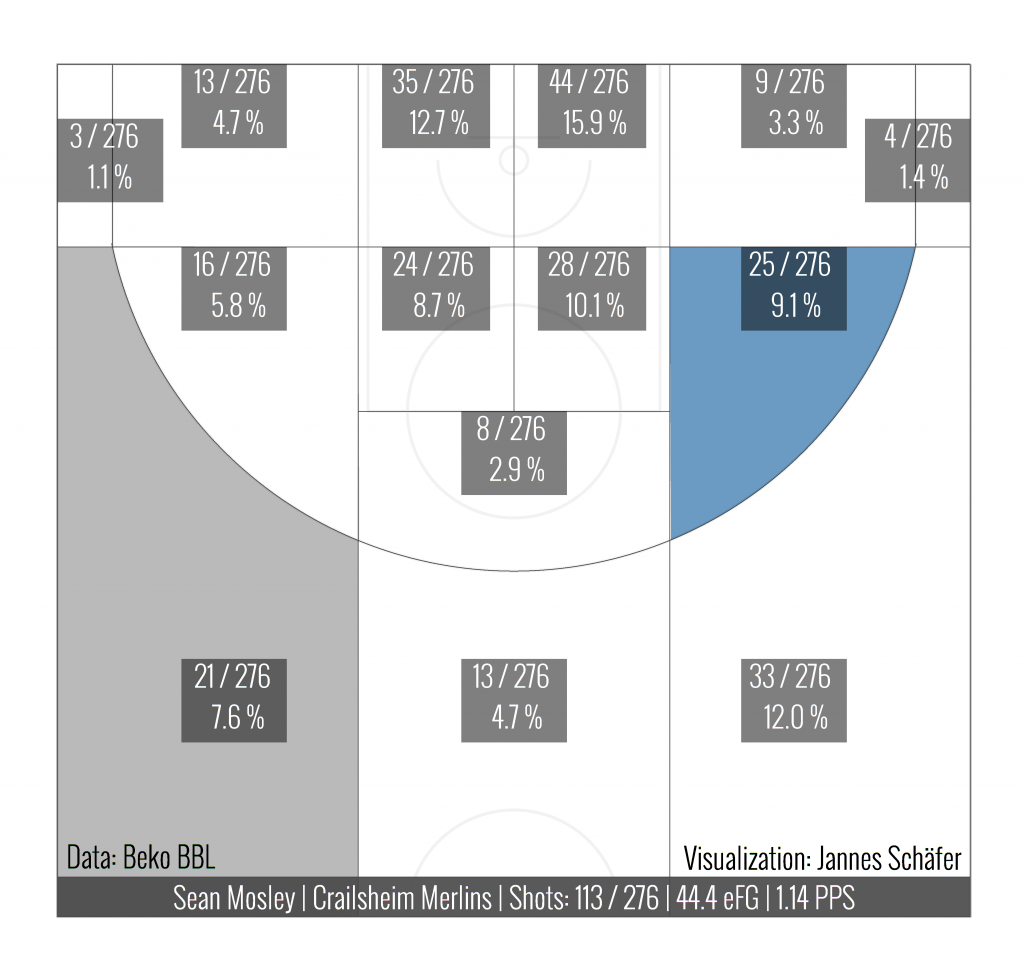 13 / 276
4.7 %
35 / 276
12.7 %
44 / 276
15.9 %
9 / 276
3.3 %
3 / 276
1.1 %
4 / 276
1.4 %
16 / 276
5.8 %
24 / 276
8.7 %
28 / 276
10.1 %
25 / 276
9.1 %
8 / 276
2.9 %
21 / 276
7.6 %
13 / 276
4.7 %
33 / 276
12.0 %
Data: Beko BBL
Visualization: Jannes Schäfer
Sean Mosley | Crailsheim Merlins | Shots: 113 / 276 | 44.4 eFG | 1.14 PPS